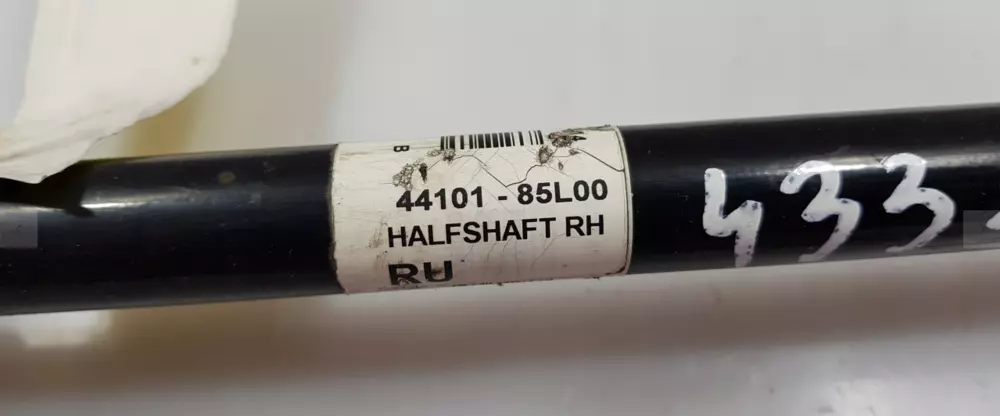 B
44101 - 85L00
HALFSHAFT RH
RU
433